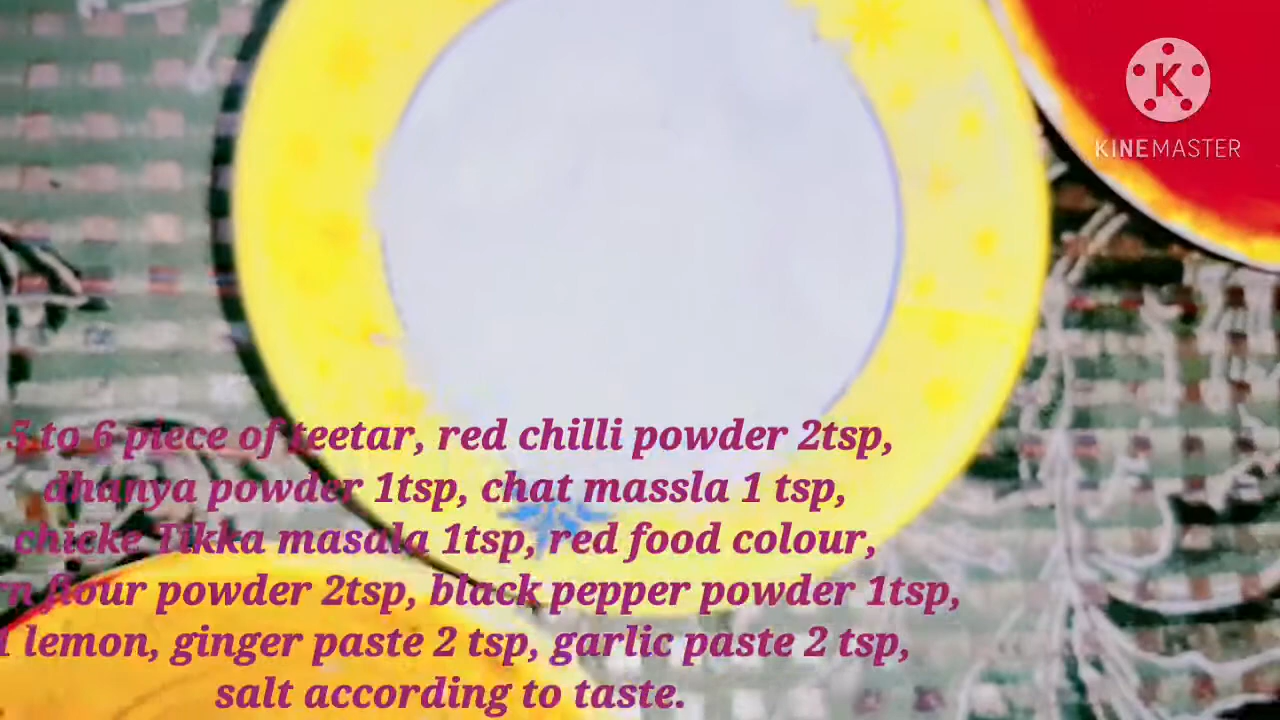 KINEMASTER
5 to 6 piece of teetar, red chilli powder 2tsp,
dhanya powder 1tsp, chat massla 1 tsp,
chicke Tikka masala 1tsp, red food colour,
flour powder 2tsp, black pepper powder 1tsp,
1 lemon, ginger paste 2 tsp, garlic paste 2 tsp,
salt according to taste.